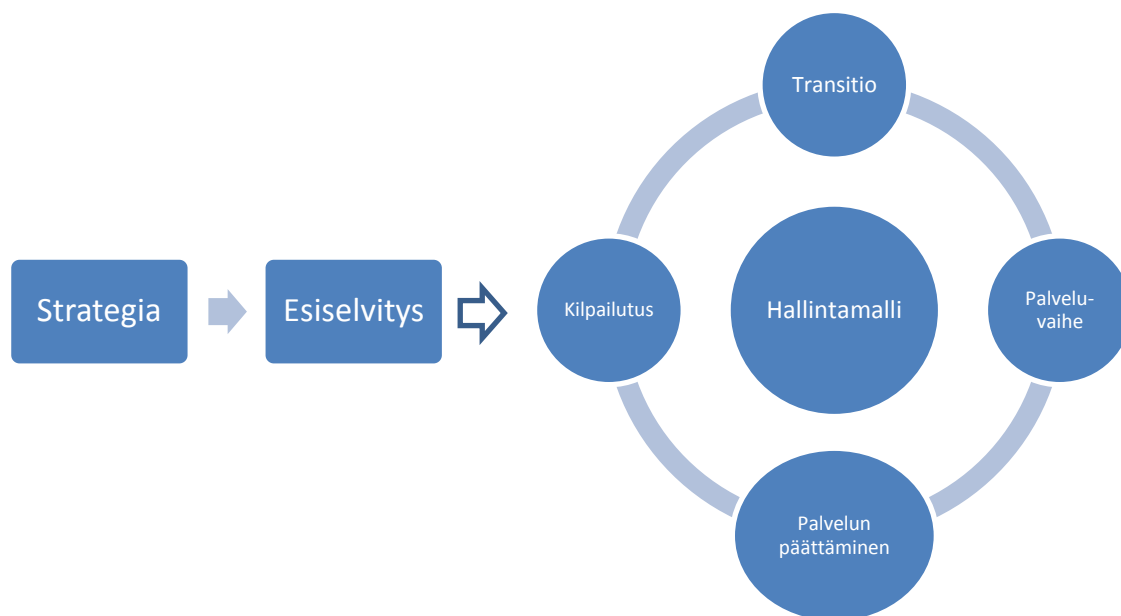 Strategia
Esiselvitys
Kilpailutus
Transitio
Hallintamalli
Palvelu-
vaihe
Palvelun
päättäminen